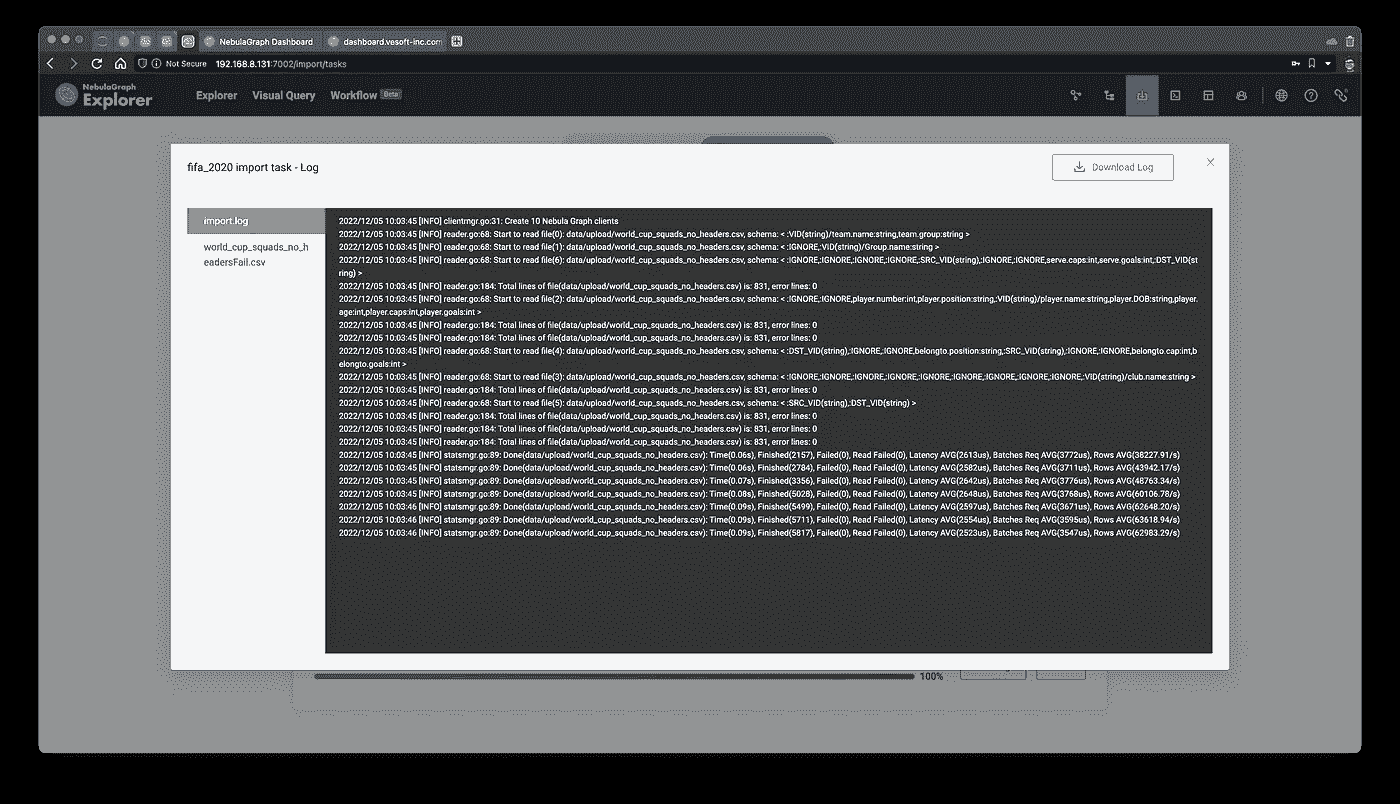 NebulaGraph Dashboard
dashboard.vesoft-inc.com
Not Secure
192.168.8.131:7002/import/tasks
NebulaGraph
Explorer
Explorer
Visual Query
Workflow
Beta
fifa_2020 import task - Log
Download Log
import.log
world_cup_squads_no_h
eadersFail.csv
2022/12/05 10:03:45 [INFO] clientmgr.go:31: Create 10 Nebula Graph clients
2022/12/05 10:03:45 [INFO] reader.go:68: Start to read file(0): data/upload/world_cup_squads_no_headers.csv, schema: < :VID(string)/team.name:string,team.group:string >
2022/12/05 10:03:45 [INFO] reader.go:68: Start to read file(1): data/upload/world_cup_squads_no_headers.csv, schema: < :IGNORE,:VID(string)/Group.name:string >
2022/12/05 10:03:45 [INFO] reader.go:68: Start to read file(6): data/upload/world_cup_squads_no_headers.csv, schema: < :IGNORE,:IGNORE,:IGNORE,:IGNORE,:SRC_VID(string),:IGNORE,:IGNORE,serve.caps:int,serve.goals:int,:DST_VID(st
ring) >
2022/12/05 10:03:45 [INFO] reader.go:184: Total lines of file(data/upload/world_cup_squads_no_headers.csv) is: 831, error lines: 0
2022/12/05 10:03:45 [INFO] reader.go:68: Start to read file(2): data/upload/world_cup_squads_no_headers.csv, schema: < :IGNORE,:IGNORE,player.number:int,player.position:string,:VID(string)/player.name:string,player.DOB:string,player.
age:int,player.caps:int,player.goals:int >
2022/12/05 10:03:45 [INFO] reader.go:184: Total lines of file(data/upload/world_cup_squads_no_headers.csv) is: 831, error lines: 0
2022/12/05 10:03:45 [INFO] reader.go:184: Total lines of file(data/upload/world_cup_squads_no_headers.csv) is: 831, error lines: 0
2022/12/05 10:03:45 [INFO] reader.go:68: Start to read file(4): data/upload/world_cup_squads_no_headers.csv, schema: < :DST_VID(string),:IGNORE,:IGNORE,belongto.position:string,:SRC_VID(string),:IGNORE,:IGNORE,belongto.cap:int,b
elongto.goals:int >
2022/12/05 10:03:45 [INFO] reader.go:68: Start to read file(3): data/upload/world_cup_squads_no_headers.csv, schema: < :IGNORE,:IGNORE,:IGNORE,:IGNORE,:IGNORE,:IGNORE,:IGNORE,:IGNORE,:IGNORE,:VID(string)/club.name:string >
2022/12/05 10:03:45 [INFO] reader.go:184: Total lines of file(data/upload/world_cup_squads_no_headers.csv) is: 831, error lines: 0
2022/12/05 10:03:45 [INFO] reader.go:68: Start to read file(5): data/upload/world_cup_squads_no_headers.csv, schema: < :SRC_VID(string),:DST_VID(string) >
2022/12/05 10:03:45 [INFO] reader.go:184: Total lines of file(data/upload/world_cup_squads_no_headers.csv) is: 831, error lines: 0
2022/12/05 10:03:45 [INFO] reader.go:184: Total lines of file(data/upload/world_cup_squads_no_headers.csv) is: 831, error lines: 0
2022/12/05 10:03:45 [INFO] reader.go:184: Total lines of file(data/upload/world_cup_squads_no_headers.csv) is: 831, error lines: 0
2022/12/05 10:03:45 [INFO] statsmgr.go:89: Done(data/upload/world_cup_squads_no_headers.csv): Time(0.06s), Finished(2157), Failed(0), Read Failed(0), Latency AVG(2613us), Batches Req AVG(3772us), Rows AVG(38227.91/s)
2022/12/05 10:03:45 [INFO] statsmgr.go:89: Done(data/upload/world_cup_squads_no_headers.csv): Time(0.06s), Finished(2784), Failed(0), Read Failed(0), Latency AVG(2582us), Batches Req AVG(3711us), Rows AVG(43942.17/s)
2022/12/05 10:03:45 [INFO] statsmgr.go:89: Done(data/upload/world_cup_squads_no_headers.csv): Time(0.07s), Finished(3356), Failed(0), Read Failed(0), Latency AVG(2642us), Batches Req AVG(3776us), Rows AVG(48763.34/s)
2022/12/05 10:03:45 [INFO] statsmgr.go:89: Done(data/upload/world_cup_squads_no_headers.csv): Time(0.08s), Finished(5028), Failed(0), Read Failed(0), Latency AVG(2648us), Batches Req AVG(3768us), Rows AVG(60106.78/s)
2022/12/05 10:03:46 [INFO] statsmgr.go:89: Done(data/upload/world_cup_squads_no_headers.csv): Time(0.09s), Finished(5499), Failed(0), Read Failed(0), Latency AVG(2597us), Batches Req AVG(3671us), Rows AVG(62648.20/s)
2022/12/05 10:03:46 [INFO] statsmgr.go:89: Done(data/upload/world_cup_squads_no_headers.csv): Time(0.09s), Finished(5711), Failed(0), Read Failed(0), Latency AVG(2554us), Batches Req AVG(3595us), Rows AVG(63618.94/s)
2022/12/05 10:03:46 [INFO] statsmgr.go:89: Done(data/upload/world_cup_squads_no_headers.csv): Time(0.09s), Finished(5817), Failed(0), Read Failed(0), Latency AVG(2523us), Batches Req AVG(3547us), Rows AVG(62983.29/s)
100%